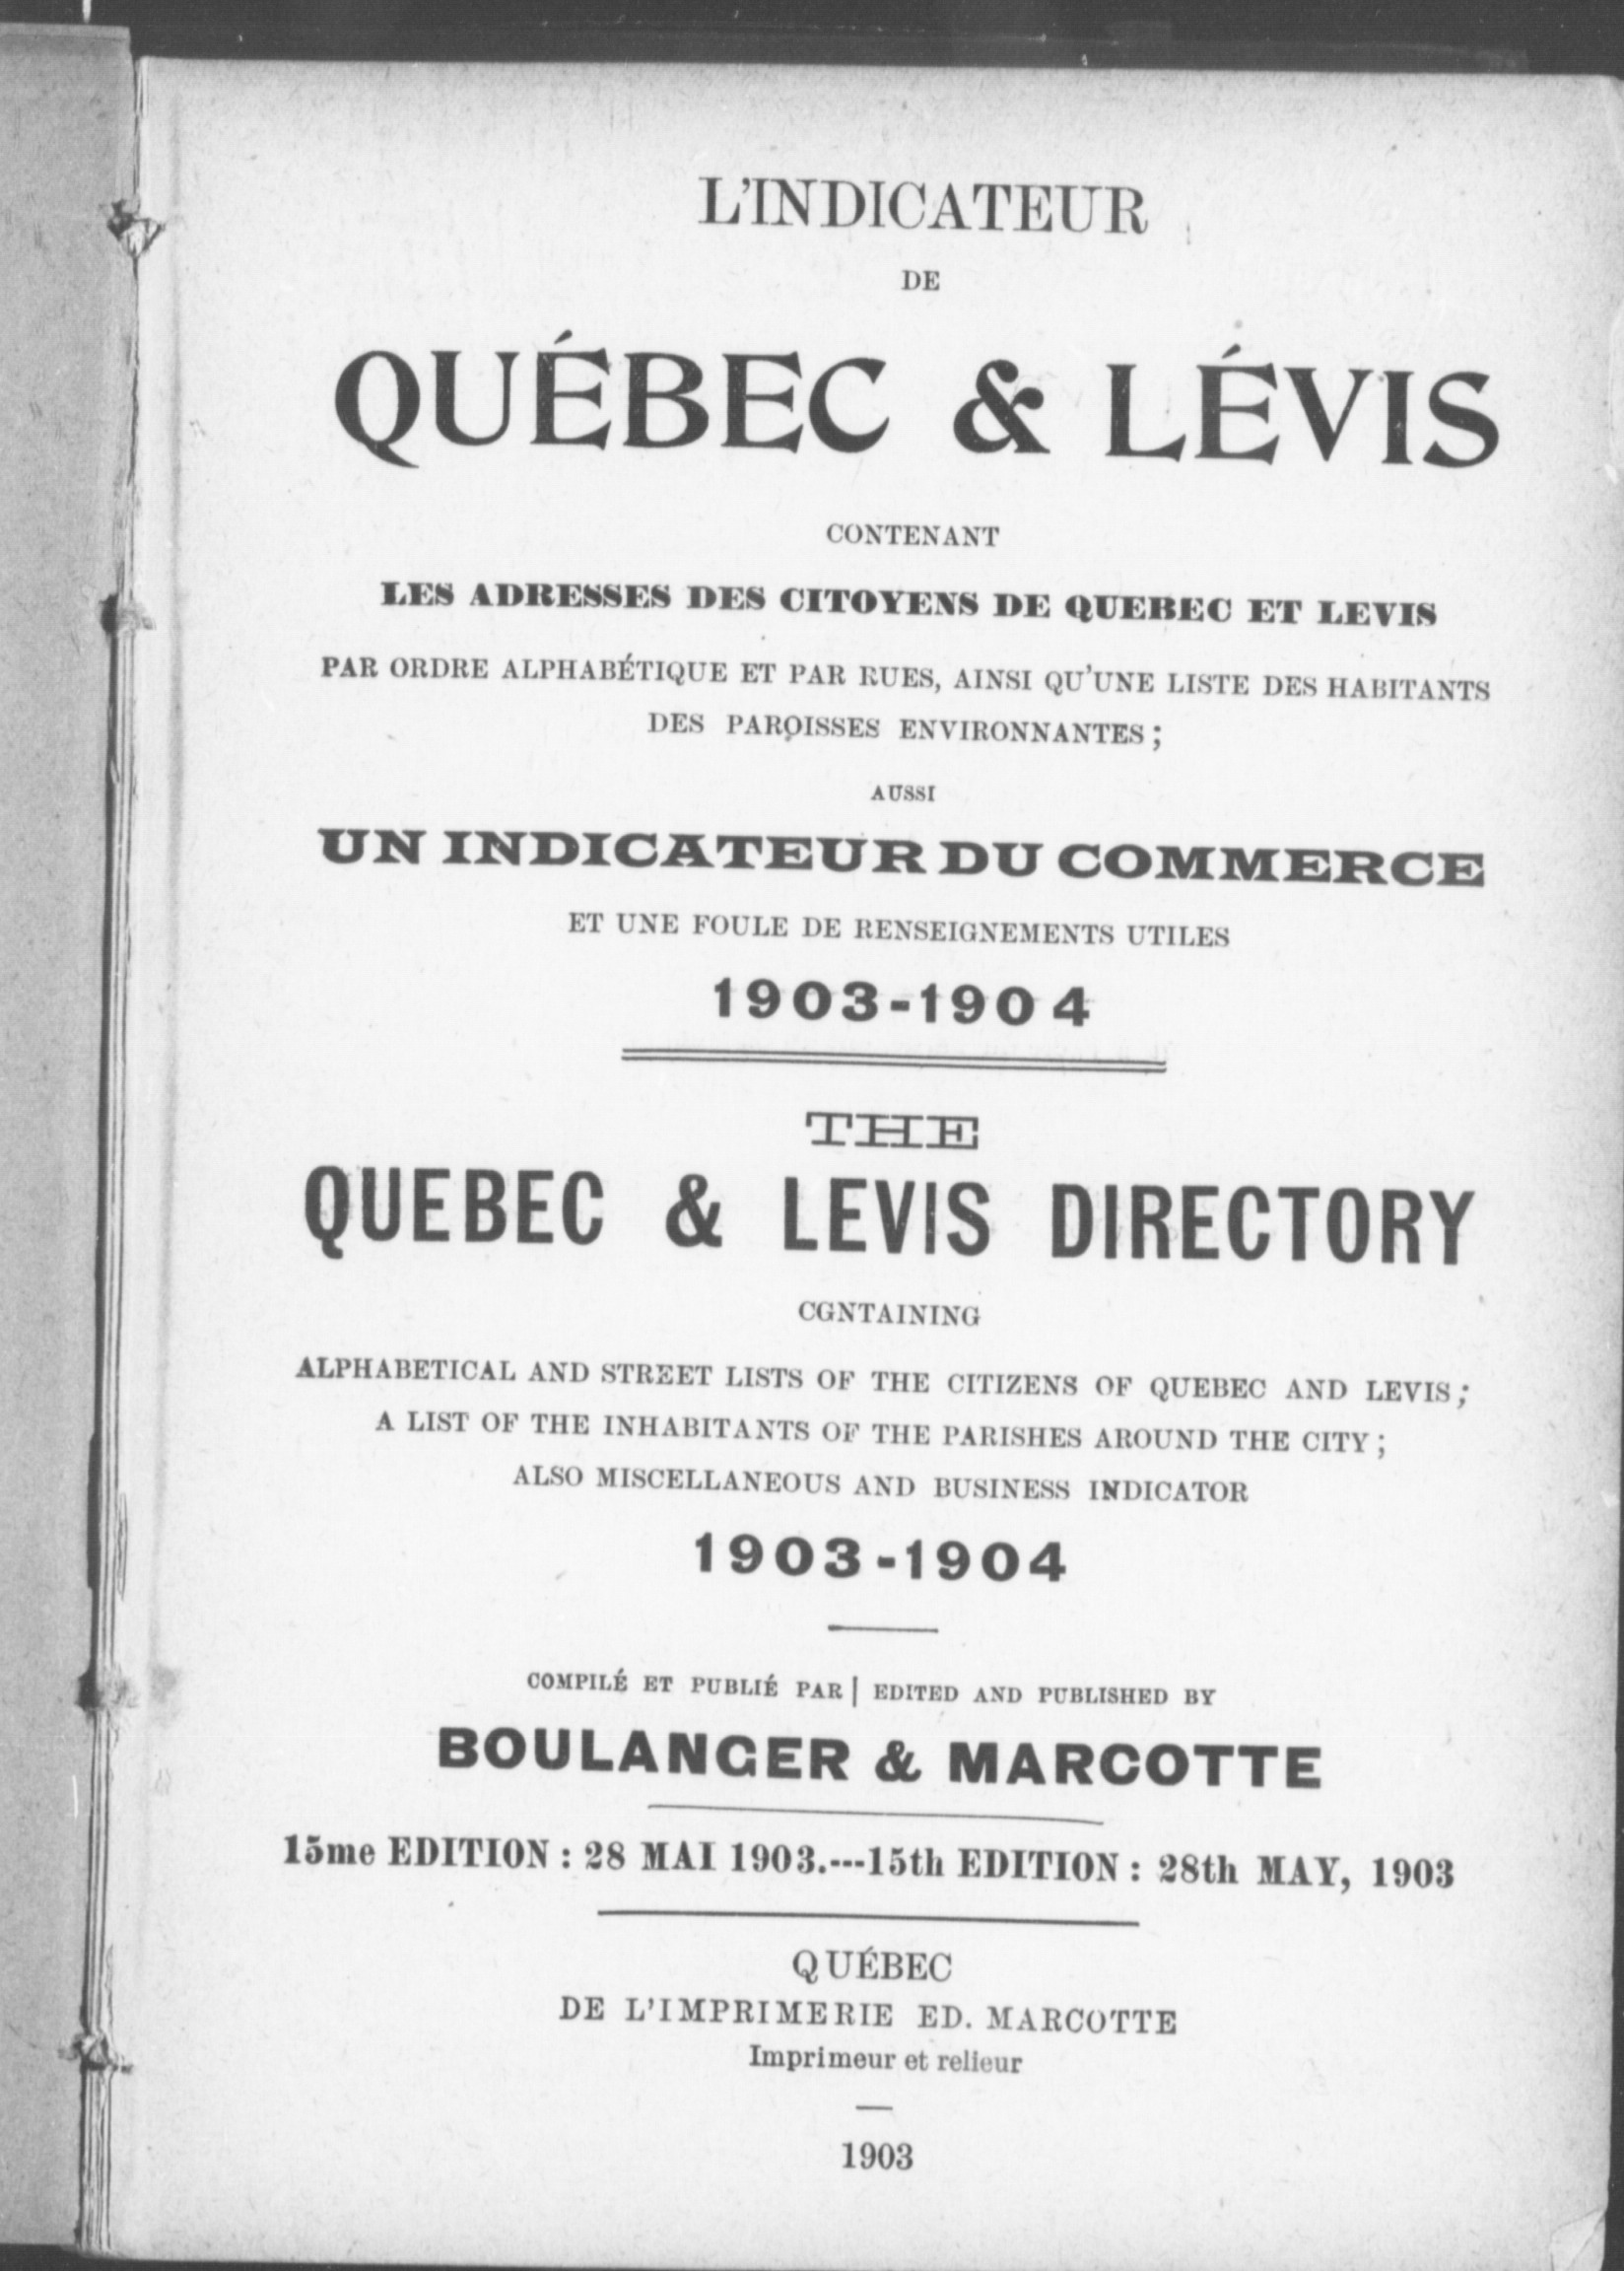 L'INDICATEUR
DE
QUÉBEC & LÉVIS
CONTENANT
LES ADRESSES DES CITOYENS DE QUEBEC ET LEVIS
PAR ORDRE ALPHABÉTIQUE ET PAR RUES, AINSI QU'UNE LISTE DES HABITANTS
DES PAROISSES ENVIRONNANTES ;
AUSSI
UN INDICATEUR DU COMMERCE
ET UNE FOULE DE RENSEIGNEMENTS UTILES
1903-1904
THE
QUEBEC & LEVIS DIRECTORY
CGNTAINING
ALPHABETICAL AND STREET LISTS OF THE CITIZENS OF QUEBEC AND LEVIS ;
A LIST OF THE INHABITANTS OF THE PARISHES AROUND THE CITY ;
ALSO MISCELLANEOUS AND BUSINESS INDICATOR
1903-1904
COMPILÉ ET PUBLIÉ PAR | EDITED AND PUBLISHED BY
BOULANGER & MARCOTTE
15me EDITION : 28 MAI 1903.---15th EDITION : 28th MAY, 1903
QUÉBEC
DE L'IMPRIMERIE ED. MARCOTTE
Imprimeur et relieur
1903